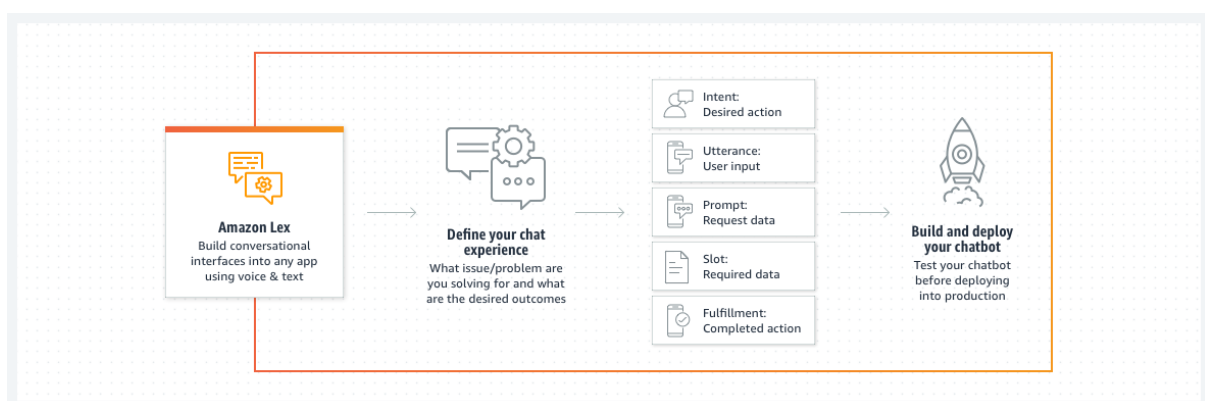 Amazon Lex
Build conversational
interfaces into any app
using voice & text
Define your chat
experience
What issue/problem are
you solving for and what
are the desired outcomes
Intent:
Desired action
Utterance:
User input
Prompt:
Request data
Slot:
Required data
Fulfillment:
Completed action
Build and deploy
your chatbot
Test your chatbot
before deploying
into production